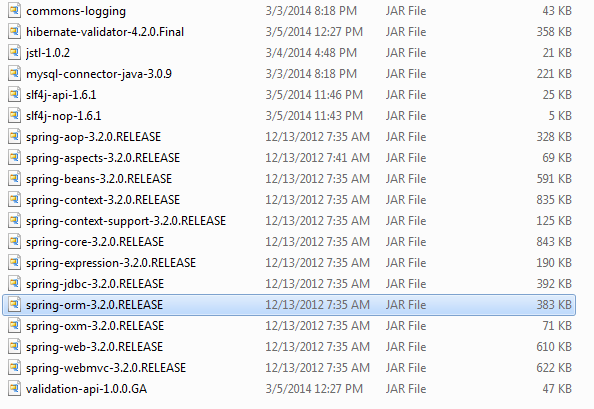 commons-logging 3/3/2014 8:18 PM JAR File 43 KB
hibernate-validator-4.2.0.Final 3/5/2014 12:27 PM JAR File 358 KB
jstl-1.0.2 3/4/2014 4:48 PM JAR File 21 KB
mysql-connector-java-3.0.9 3/3/2014 8:18 PM JAR File 221 KB
slf4j-api-1.6.1 3/5/2014 11:46 PM JAR File 25 KB
slf4j-nop-1.6.1 3/5/2014 11:43 PM JAR File 5 KB
spring-aop-3.2.0.RELEASE 12/13/2012 7:35 AM JAR File 328 KB
spring-aspects-3.2.0.RELEASE 12/13/2012 7:41 AM JAR File 69 KB
spring-beans-3.2.0.RELEASE 12/13/2012 7:35 AM JAR File 591 KB
spring-context-3.2.0.RELEASE 12/13/2012 7:35 AM JAR File 835 KB
spring-context-support-3.2.0.RELEASE 12/13/2012 7:35 AM JAR File 125 KB
spring-core-3.2.0.RELEASE 12/13/2012 7:35 AM JAR File 843 KB
spring-expression-3.2.0.RELEASE 12/13/2012 7:35 AM JAR File 190 KB
spring-jdbc-3.2.0.RELEASE 12/13/2012 7:35 AM JAR File 392 KB
spring-orm-3.2.0.RELEASE 12/13/2012 7:35 AM JAR File 383 KB
spring-oxm-3.2.0.RELEASE 12/13/2012 7:35 AM JAR File 71 KB
spring-web-3.2.0.RELEASE 12/13/2012 7:35 AM JAR File 610 KB
spring-webmvc-3.2.0.RELEASE 12/13/2012 7:35 AM JAR File 622 KB
validation-api-1.0.0.GA 3/5/2014 12:27 PM JAR File 47 KB